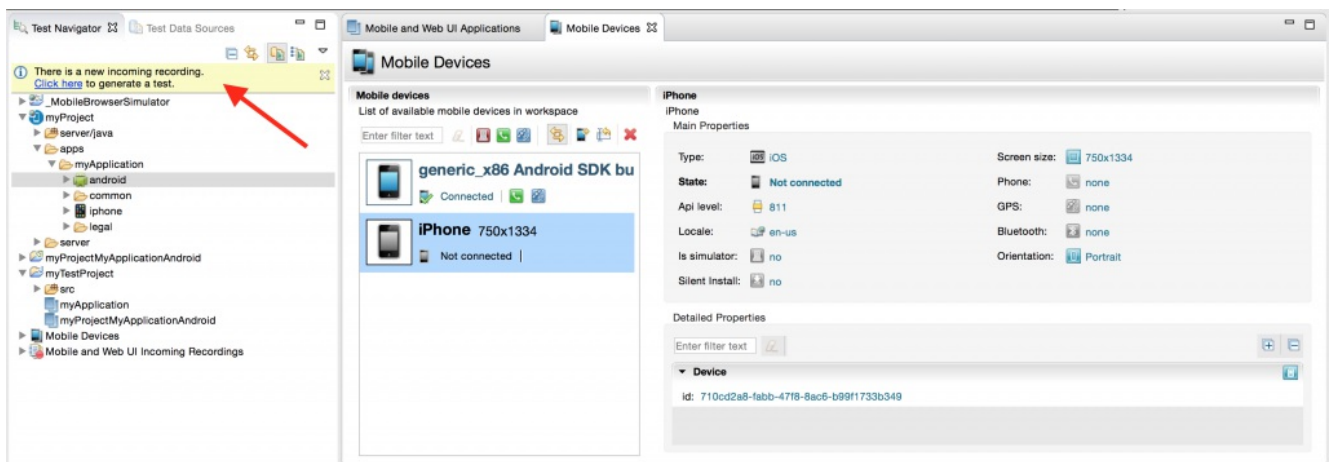 Test Navigator
Test Data Sources
There is a new incoming recording.
Click here to generate a test.
_MobileBrowserSimulator
myProject
server/java
apps
myApplication
android
common
iphone
legal
server
myProjectMyApplicationAndroid
myTestProject
src
myApplication
myProjectMyApplicationAndroid
Mobile Devices
Mobile and Web UI Incoming Recordings
Mobile and Web UI Applications
Mobile Devices
Mobile Devices
Mobile devices
List of available mobile devices in workspace
Enter filter text
generic_x86 Android SDK bu
Connected
iPhone 750x1334
Not connected
iPhone
iPhone
Main Properties
Type: iOS
Screen size: 750x1334
State: Not connected
Phone: none
Api level: 811
GPS: none
Locale: en-us
Bluetooth: none
Is simulator: no
Orientation: Portrait
Silent Install: no
Detailed Properties
Enter filter text
Device
id: 710cd2a8-fabb-47f8-8ac6-b99f1733b349